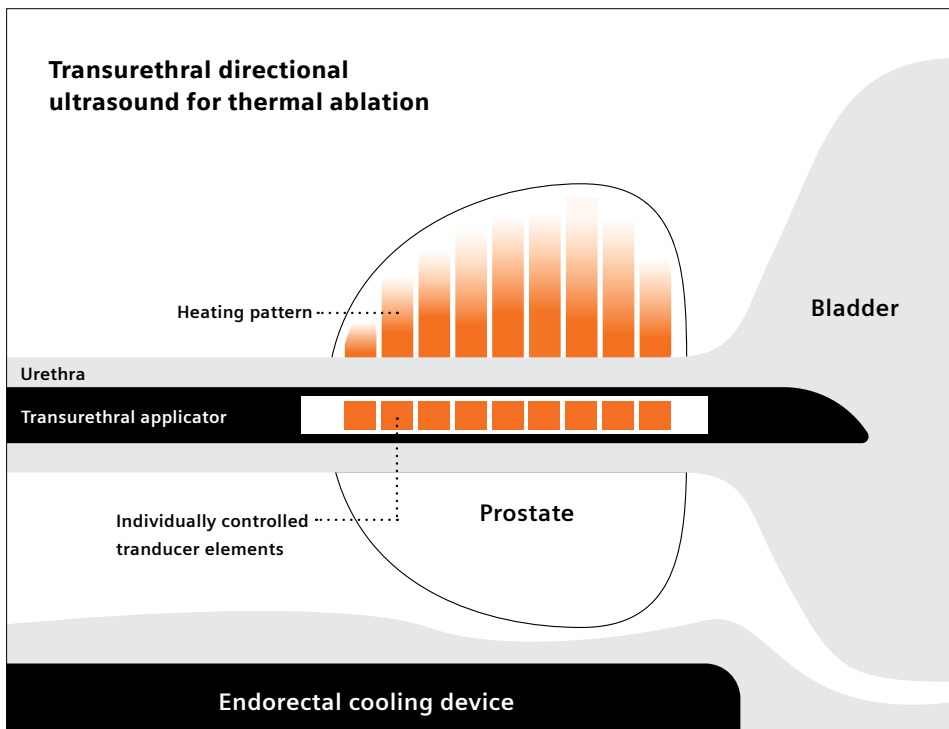 Transurethral directional
ultrasound for thermal ablation
Heating pattern
Bladder
Urethra
Transurethral applicator
Individually controlled
tranducer elements
Prostate
Endorectal cooling device